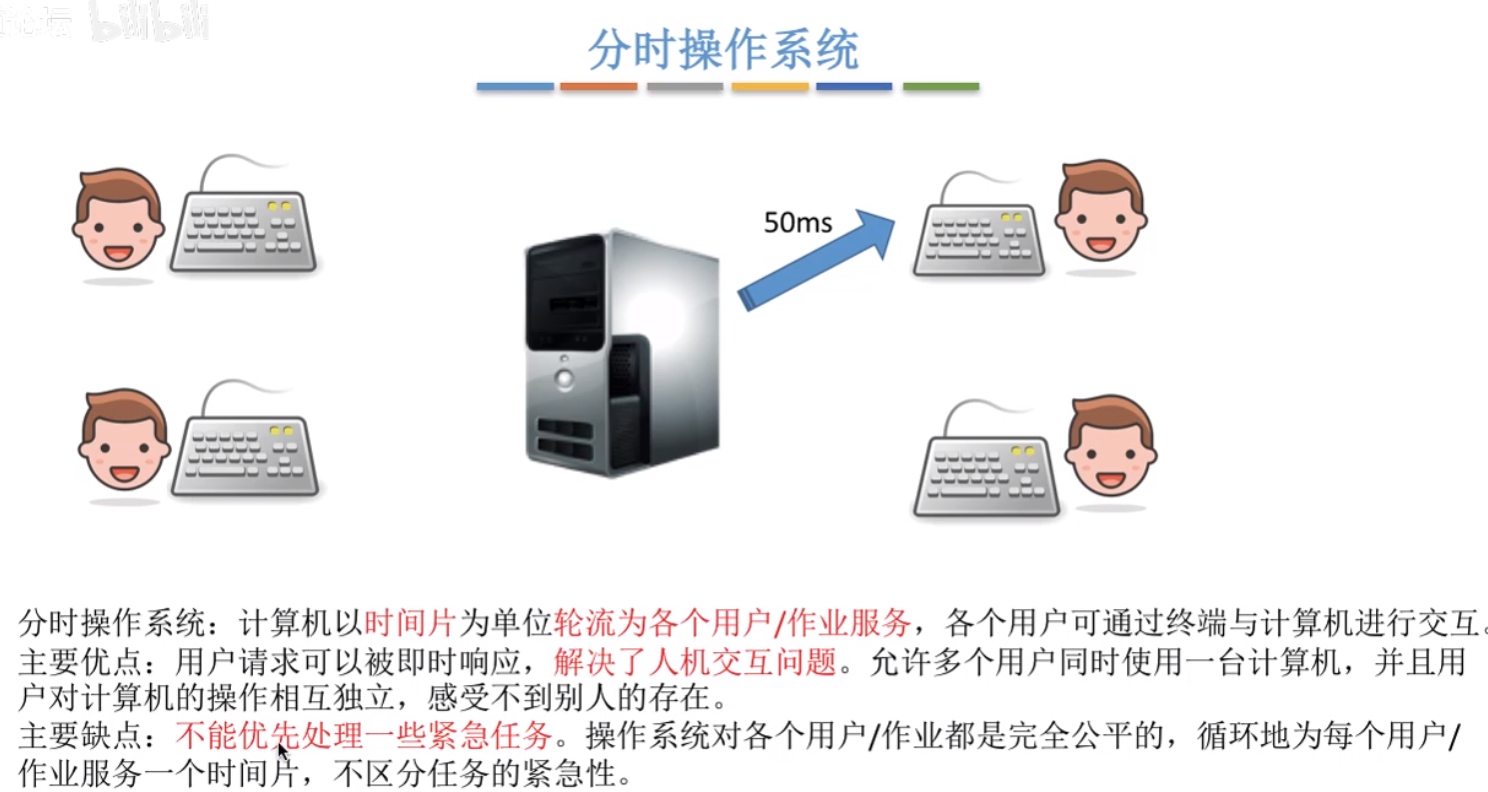 论坛 bilibili
分时操作系统
50ms
分时操作系统：计算机以时间片为单位轮流为各个用户/作业服务，各个用户可通过终端与计算机进行交互。
主要优点：用户请求可以被即时响应，解决了人机交互问题。允许多个用户同时使用一台计算机，并且用
户对计算机的操作相互独立，感受不到别人的存在。
主要缺点：不能优先处理一些紧急任务。操作系统对各个用户/作业都是完全公平的，循环地为每个用户/
作业服务一个时间片，不区分任务的紧急性。